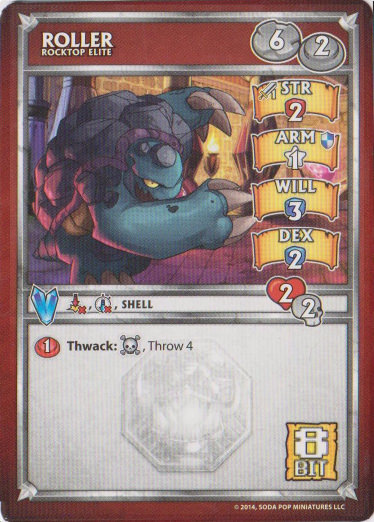 ROLLER
ROCKTOP ELITE
6 2
STR
2
ARM
1
WILL
3
DEX
2
2 2
, , SHELL
1 Thwack: , Throw 4
8
BIT
© 2014, SODA POP MINIATURES LLC